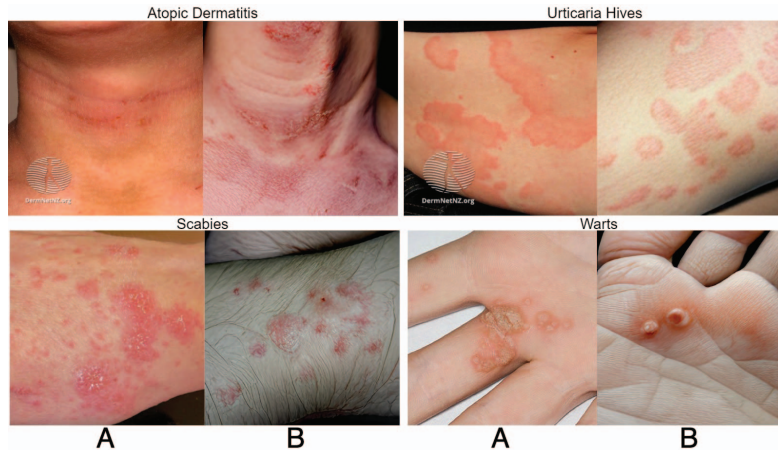 Atopic Dermatitis
Urticaria Hives
DermNetNZ.org
DermNetNZ.org
Scabies
Warts
A
B
A
B